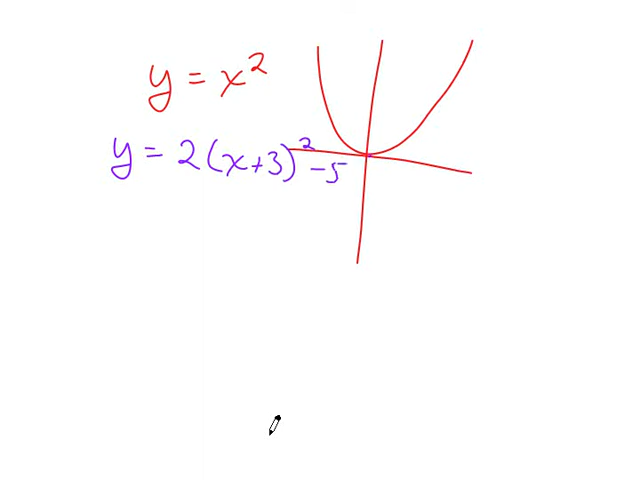 y = x²
y = 2(x+3)² -5